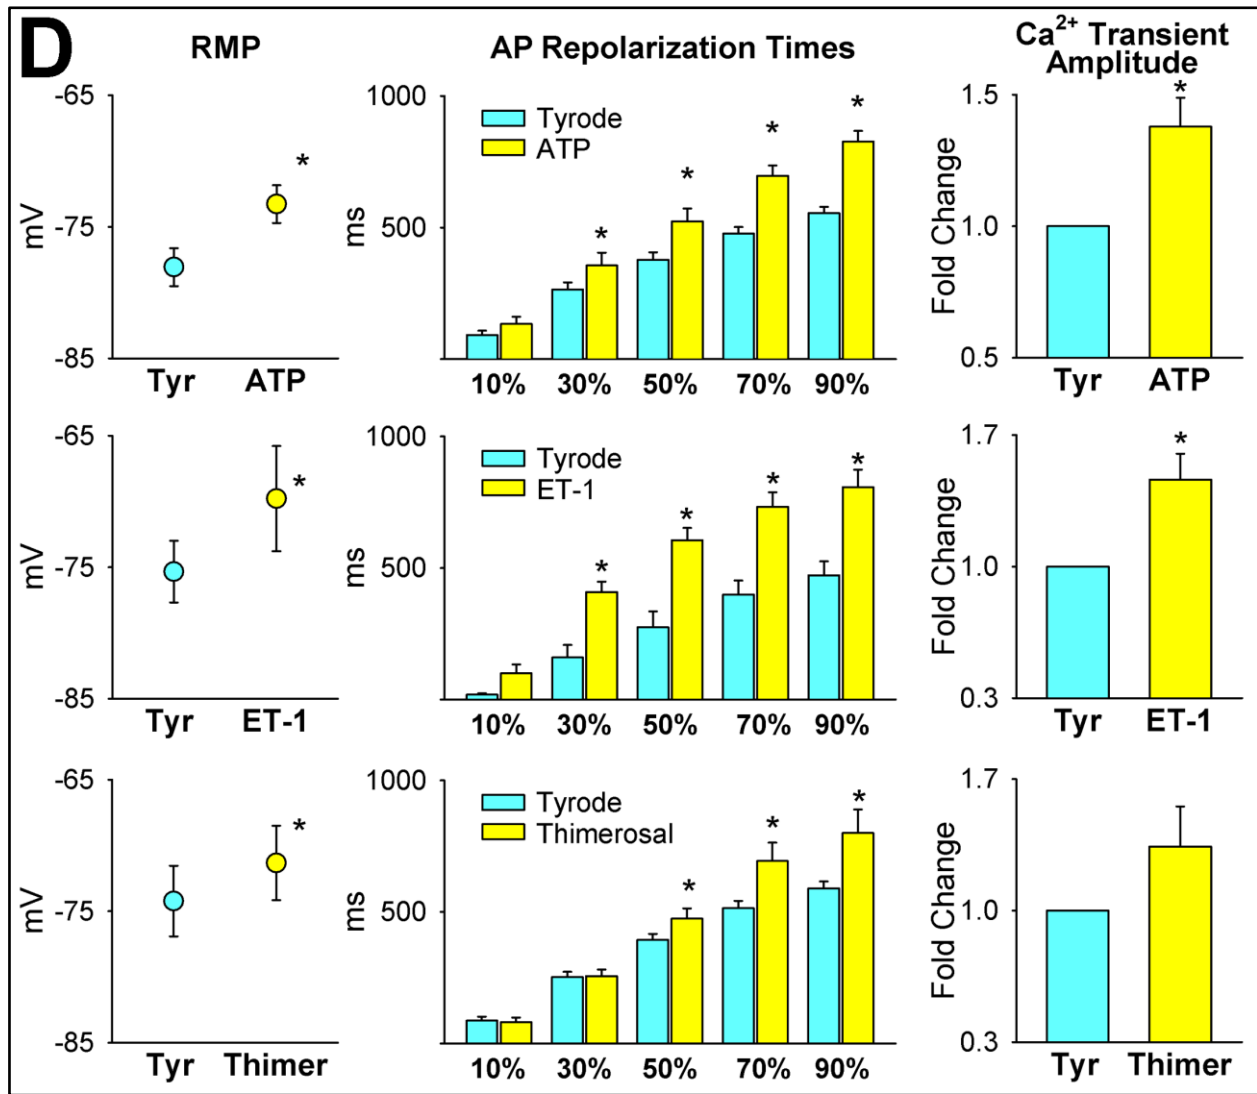 D
RMP
AP Repolarization Times
Ca²⁺ Transient
Amplitude
-65
-75
-85
mV
*
Tyr ATP
1000
500
ms
Tyrode
ATP
* * * *
10% 30% 50% 70% 90%
1.5
1.0
0.5
Fold Change
*
Tyr ATP
-65
-75
-85
mV
*
Tyr ET-1
1000
500
ms
Tyrode
ET-1
* * * *
10% 30% 50% 70% 90%
1.7
1.0
0.3
Fold Change
*
Tyr ET-1
-65
-75
-85
mV
*
Tyr Thimer
1000
500
ms
Tyrode
Thimerosal
* * *
10% 30% 50% 70% 90%
1.7
1.0
0.3
Fold Change
Tyr Thimer